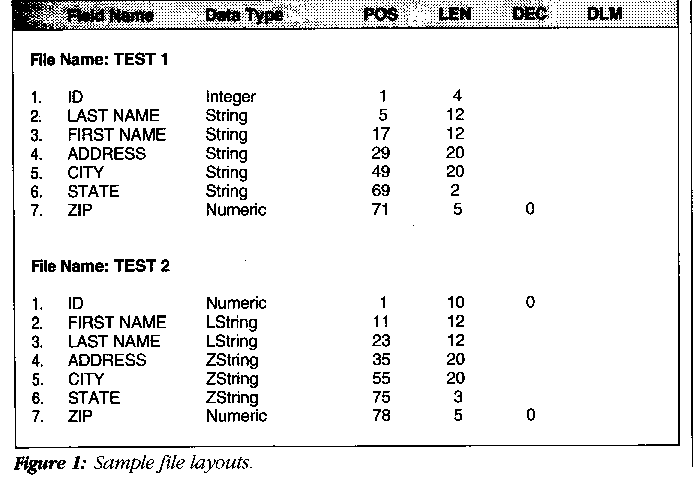 Field Name Data Type POS LEN DEC DLM
File Name: TEST 1
1. ID Integer 1 4
2. LAST NAME String 5 12
3. FIRST NAME String 17 12
4. ADDRESS String 29 20
5. CITY String 49 20
6. STATE String 69 2
7. ZIP Numeric 71 5 0
File Name: TEST 2
1. ID Numeric 1 10 0
2. FIRST NAME LString 11 12
3. LAST NAME LString 23 12
4. ADDRESS ZString 35 20
5. CITY ZString 55 20
6. STATE ZString 75 3
7. ZIP Numeric 78 5 0
Figure 1: Sample file layouts.